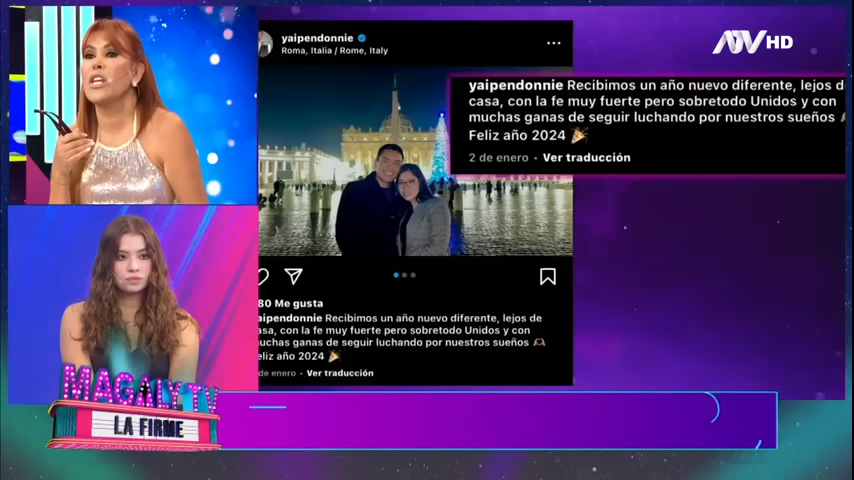 yaipendonnie
Roma, Italia / Rome, Italy
ATV HD
yaipendonnie Recibimos un año nuevo diferente, lejos de
casa, con la fe muy fuerte pero sobretodo Unidos y con
muchas ganas de seguir luchando por nuestros sueños 🫶🏽
Feliz año 2024 🎉
2 de enero · Ver traducción
80 Me gusta
yaipendonnie Recibimos un año nuevo diferente, lejos de
casa, con la fe muy fuerte pero sobretodo Unidos y con
muchas ganas de seguir luchando por nuestros sueños 🫶🏽
eliz año 2024 🎉
de enero · Ver traducción
MAGALY TV
LA FIRME